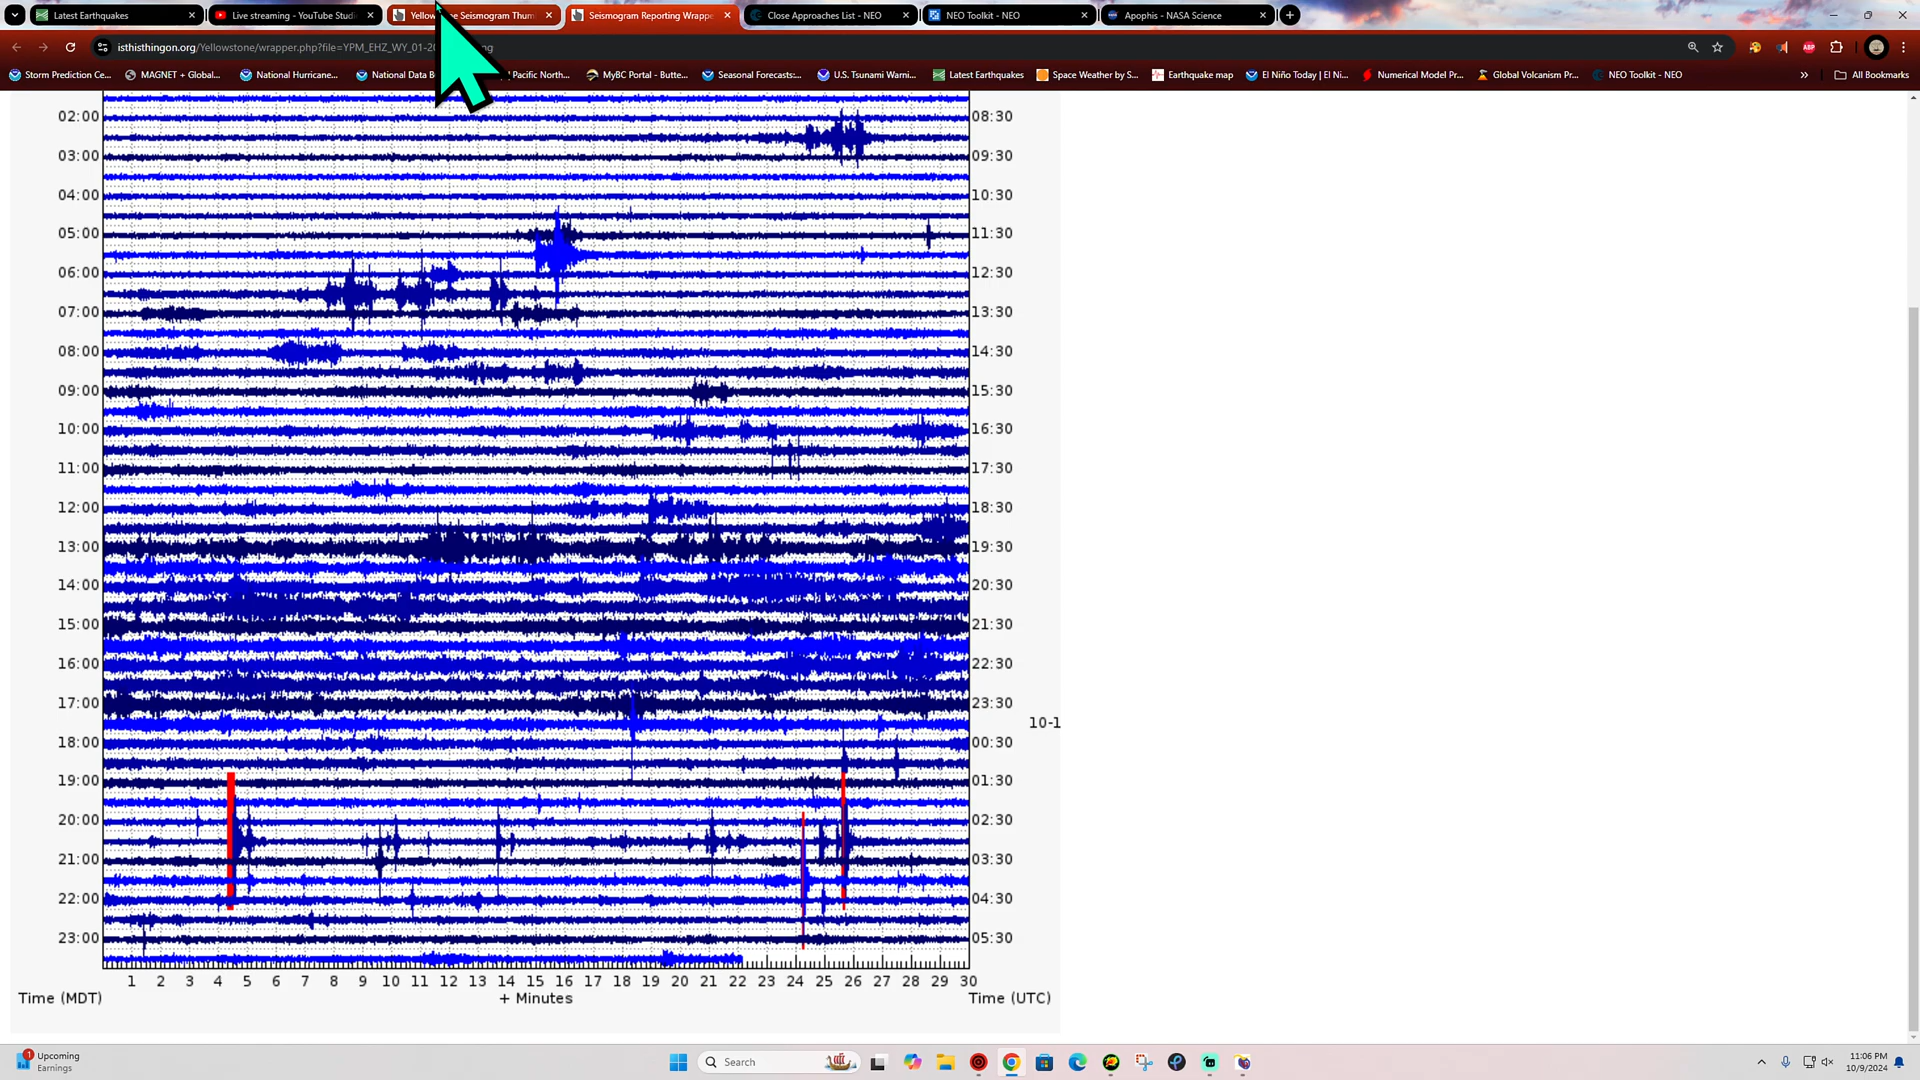 Latest Earthquakes
Live streaming - YouTube Studi
Seismogram Thum
Seismogram Reporting Wrappe
Close Approaches List - NEO
NEO Toolkit - NEO
Apophis - NASA Science
isthisthingon.org/Yellowstone/wrapper.php?file=YPM_EHZ_WY_01-20
Storm Prediction Ce...
MAGNET + Global...
National Hurricane...
National Data B
Pacific North...
MyBC Portal - Butte...
Seasonal Forecasts:...
U.S. Tsunami Warni...
Latest Earthquakes
Space Weather by S...
Earthquake map
El Niño Today | El Ni...
Numerical Model Pr...
Global Volcanism Pr...
NEO Toolkit - NEO
All Bookmarks
02:00 08:30
03:00 09:30
04:00 10:30
05:00 11:30
06:00 12:30
07:00 13:30
08:00 14:30
09:00 15:30
10:00 16:30
11:00 17:30
12:00 18:30
13:00 19:30
14:00 20:30
15:00 21:30
16:00 22:30
17:00 23:30
10-1
18:00 00:30
19:00 01:30
20:00 02:30
21:00 03:30
22:00 04:30
23:00 05:30
1 2 3 4 5 6 7 8 9 10 11 12 13 14 15 16 17 18 19 20 21 22 23 24 25 26 27 28 29 30
Time (MDT) + Minutes Time (UTC)
1
Upcoming
Earnings
Search
11:06 PM
10/9/2024